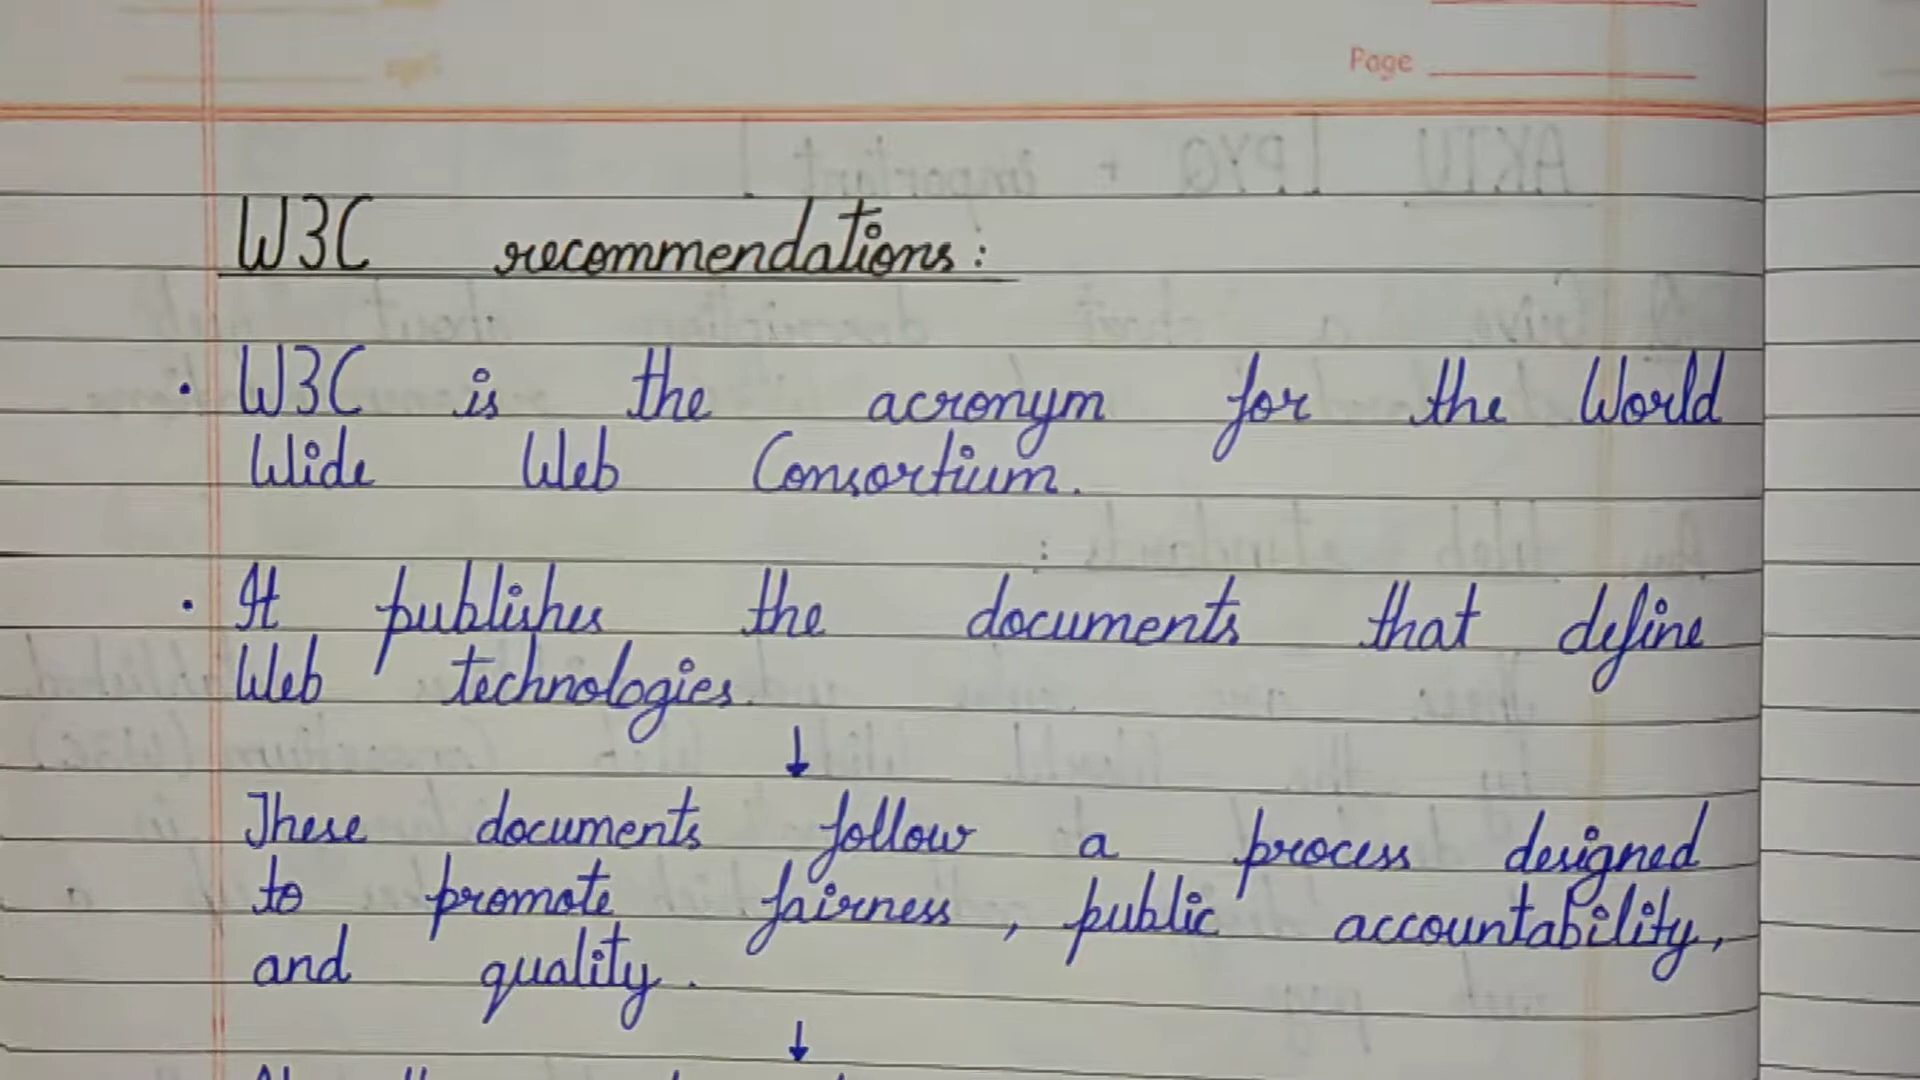 Page
W3C recommendations:
• W3C is the acronym for the World
Wide Web Consortium.
• It publishes the documents that define
Web technologies.
↓
These documents follow a process designed
to promote fairness, public accountability,
and quality.
↓